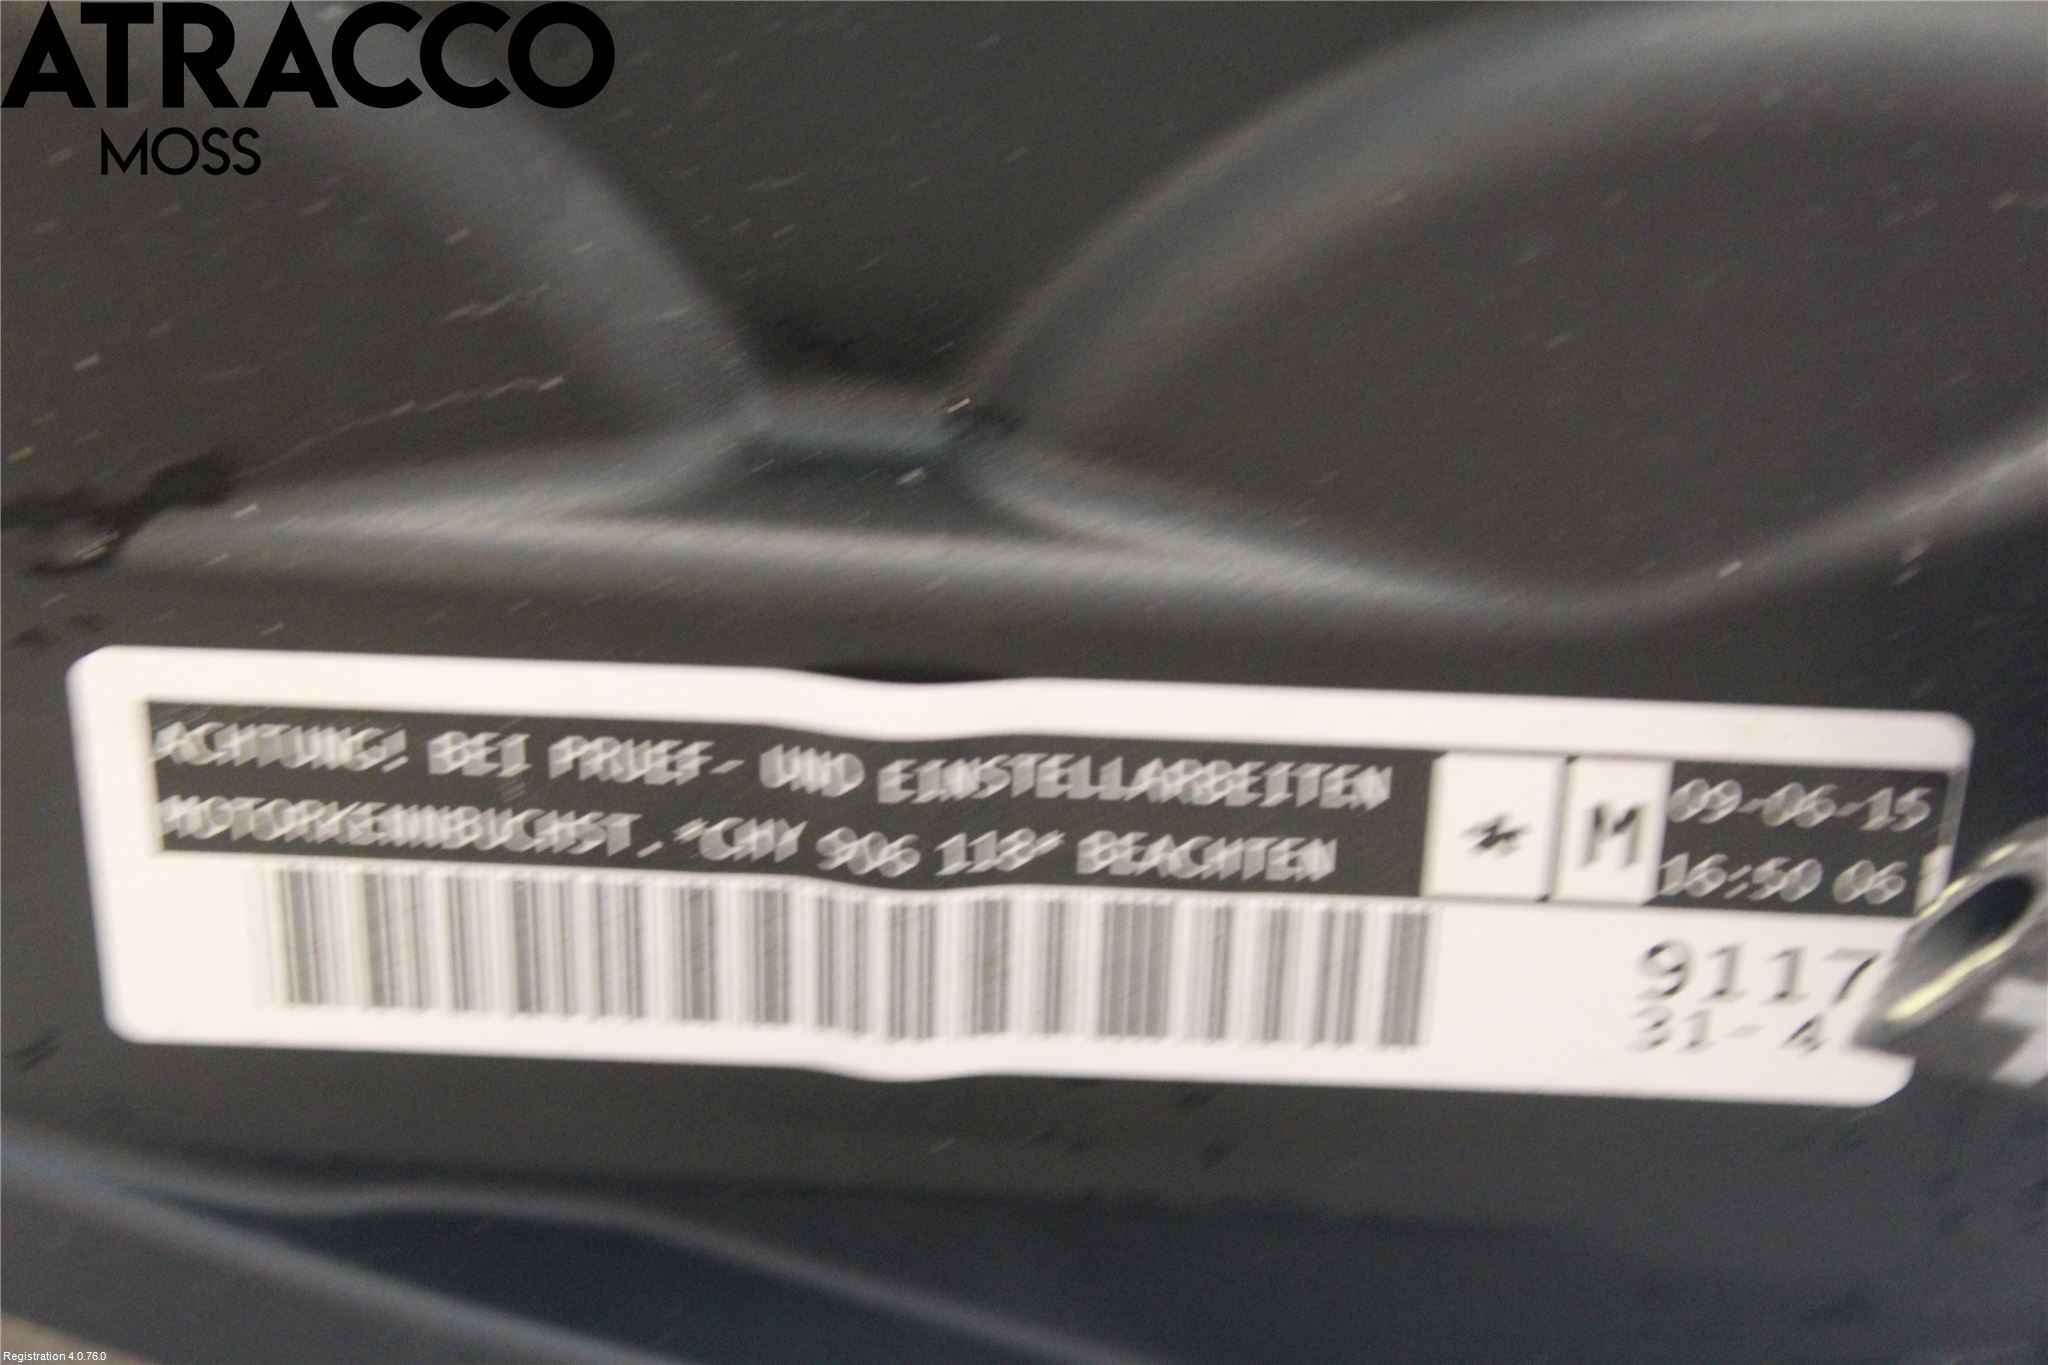 ATRACCO
MOSS
ACHTUNG! BEI PRUEF- UND EINSTELLARBEITEN
MOTORKENNBUCHST. *CHY 906 118* BEACHTEN
* M
09-06-15
16:50 06
9117
31- 4
Registration 4.0.76.0